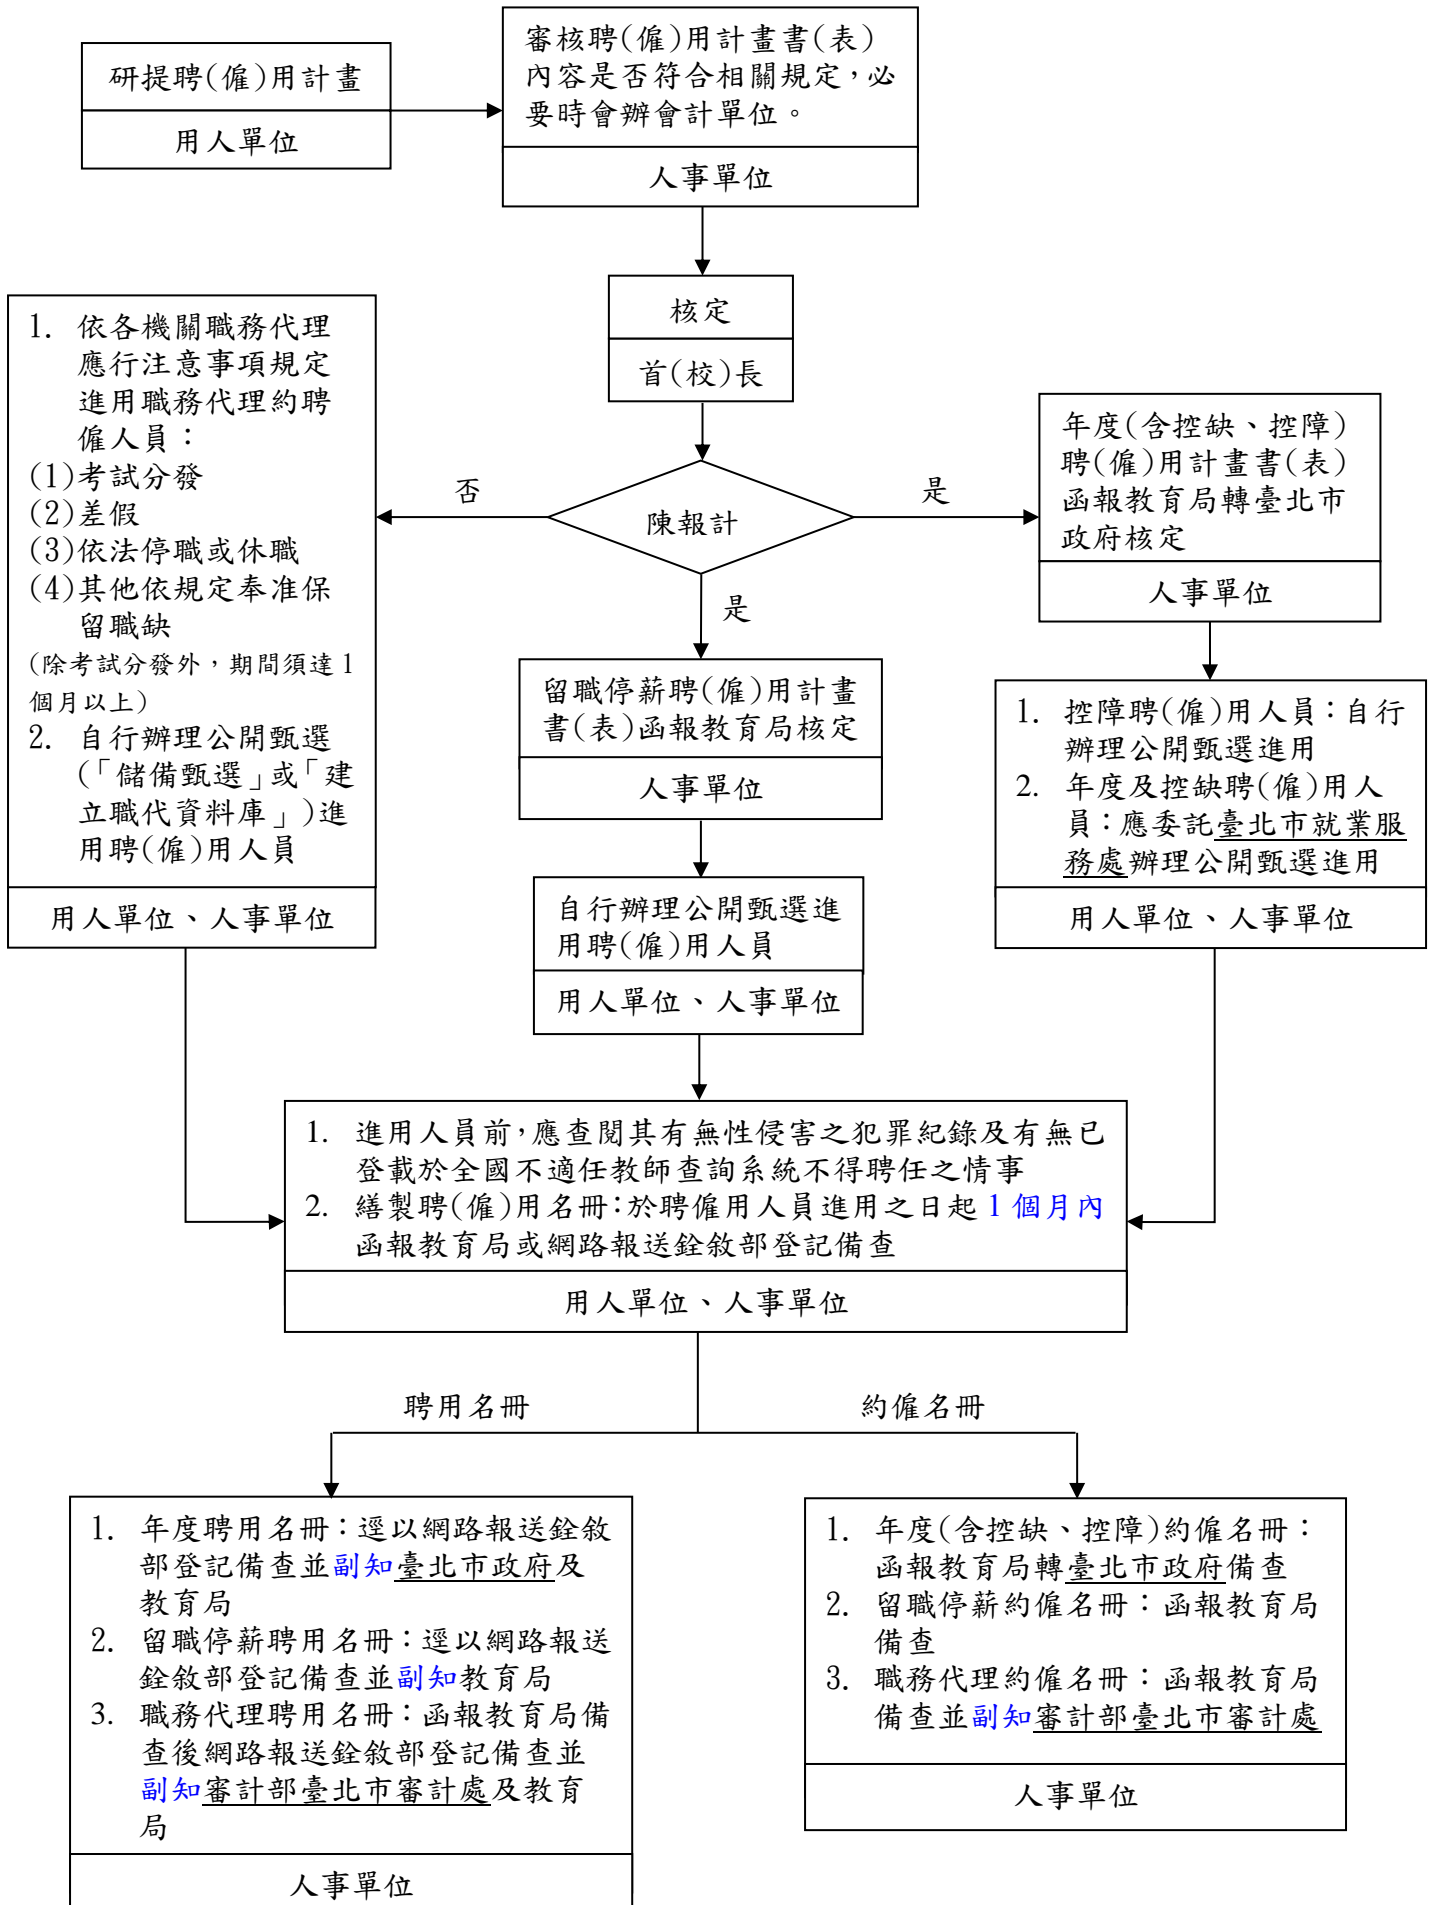 研提聘(僱)用計畫
用人單位
審核聘(僱)用計畫書(表)
內容是否符合相關規定，必
要時會辦會計單位。
人事單位
核定
首(校)長
陳報計
否
是
是
1. 依各機關職務代理
應行注意事項規定
進用職務代理約聘
僱人員：
(1)考試分發
(2)差假
(3)依法停職或休職
(4)其他依規定奉准保
留職缺
(除考試分發外，期間須達 1
個月以上)
2. 自行辦理公開甄選
(「儲備甄選」或「建
立職代資料庫」)進
用聘(僱)用人員
用人單位、人事單位
留職停薪聘(僱)用計畫
書(表)函報教育局核定
人事單位
自行辦理公開甄選進
用聘(僱)用人員
用人單位、人事單位
年度(含控缺、控障)
聘(僱)用計畫書(表)
函報教育局轉臺北市
政府核定
人事單位
1. 控障聘(僱)用人員：自行
辦理公開甄選進用
2. 年度及控缺聘(僱)用人
員：應委託臺北市就業服
務處辦理公開甄選進用
用人單位、人事單位
1. 進用人員前，應查閱其有無性侵害之犯罪紀錄及有無已
登載於全國不適任教師查詢系統不得聘任之情事
2. 繕製聘(僱)用名冊：於聘僱用人員進用之日起 1 個月內
函報教育局或網路報送銓敘部登記備查
用人單位、人事單位
聘用名冊
約僱名冊
1. 年度聘用名冊：逕以網路報送銓敘
部登記備查並副知臺北市政府及
教育局
2. 留職停薪聘用名冊：逕以網路報送
銓敘部登記備查並副知教育局
3. 職務代理聘用名冊：函報教育局備
查後網路報送銓敘部登記備查並
副知審計部臺北市審計處及教育
局
人事單位
1. 年度(含控缺、控障)約僱名冊：
函報教育局轉臺北市政府備查
2. 留職停薪約僱名冊：函報教育局
備查
3. 職務代理約僱名冊：函報教育局
備查並副知審計部臺北市審計處
人事單位